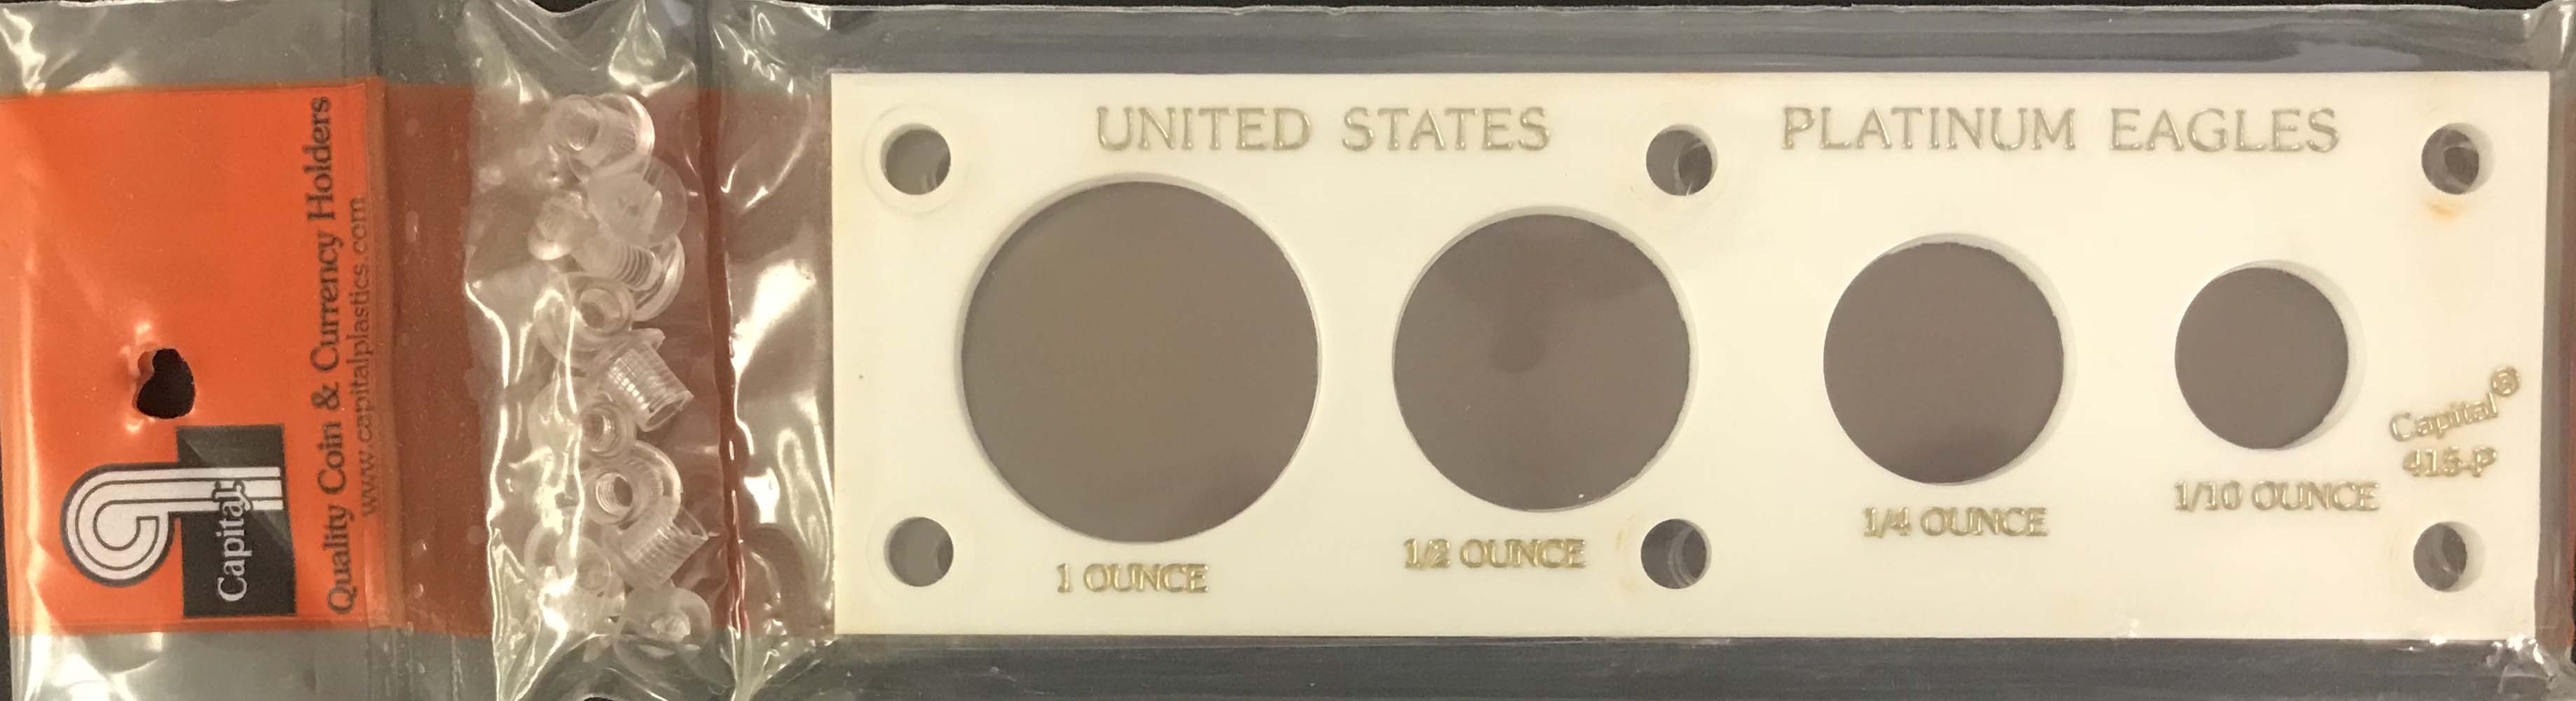 Capital
Quality Coin & Currency Holders
www.capitalplastics.com
UNITED STATES PLATINUM EAGLES
1 OUNCE
1/2 OUNCE
1/4 OUNCE
1/10 OUNCE
Capital®
415-P